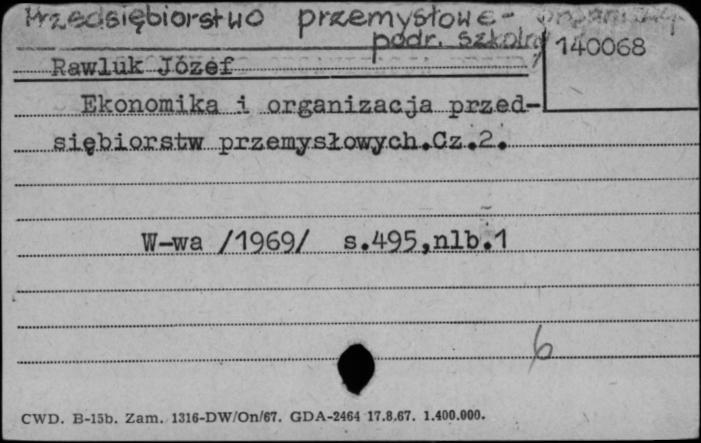 Przedsiębiorstwo przemysłowe-
podr. szkolny
140068
Rawluk Józef
Ekonomika i organizacja przed-
siębiorstw przemysłowych.Cz.2.
W-wa /1969/ s.495,nlb.1
6
CWD. B-15b. Zam. 1316-DW/On/67. GDA-2464 17.8.67. 1.400.000.